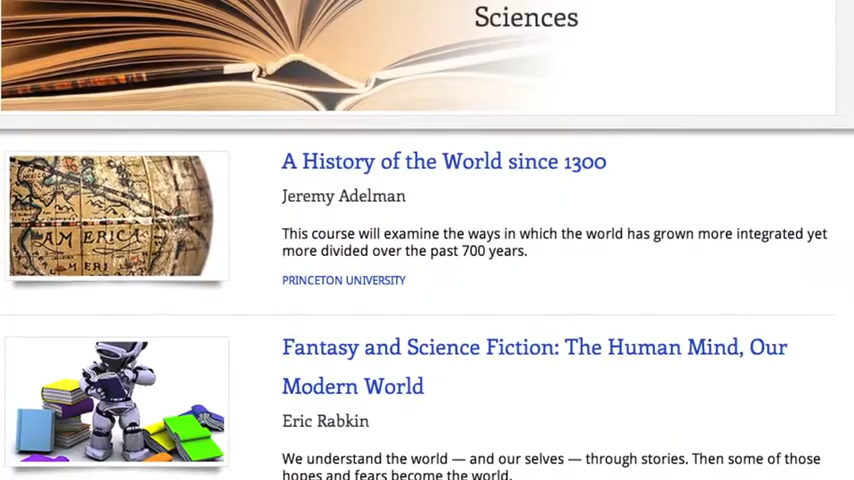 Sciences
A History of the World since 1300
Jeremy Adelman
This course will examine the ways in which the world has grown more integrated yet
more divided over the past 700 years.
PRINCETON UNIVERSITY
AMERICA
MERI
Fantasy and Science Fiction: The Human Mind, Our
Modern World
Eric Rabkin
We understand the world — and our selves — through stories. Then some of those
hopes and fears become the world.